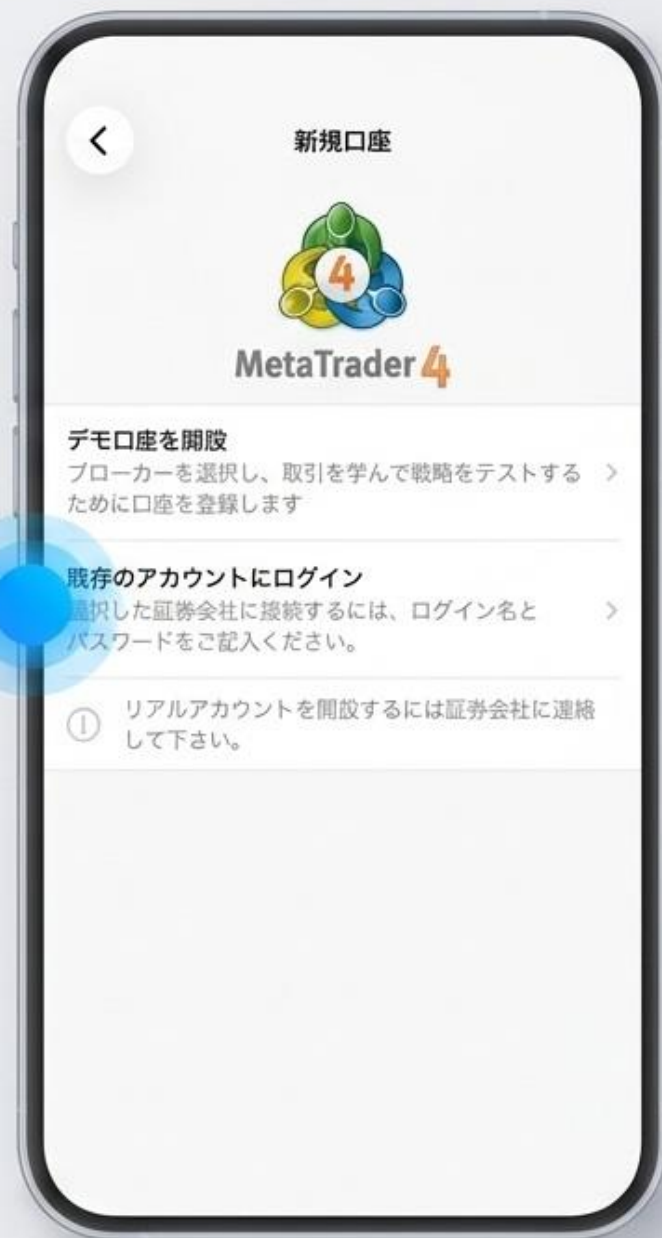 新規口座
4
MetaTrader 4
デモ口座を開設
ブローカーを選択し、取引を学んで戦略をテストする
ために口座を登録します
既存のアカウントにログイン
選択した証券会社に接続するには、ログイン名と
パスワードをご記入ください。
リアルアカウントを開設するには証券会社に連絡
して下さい。